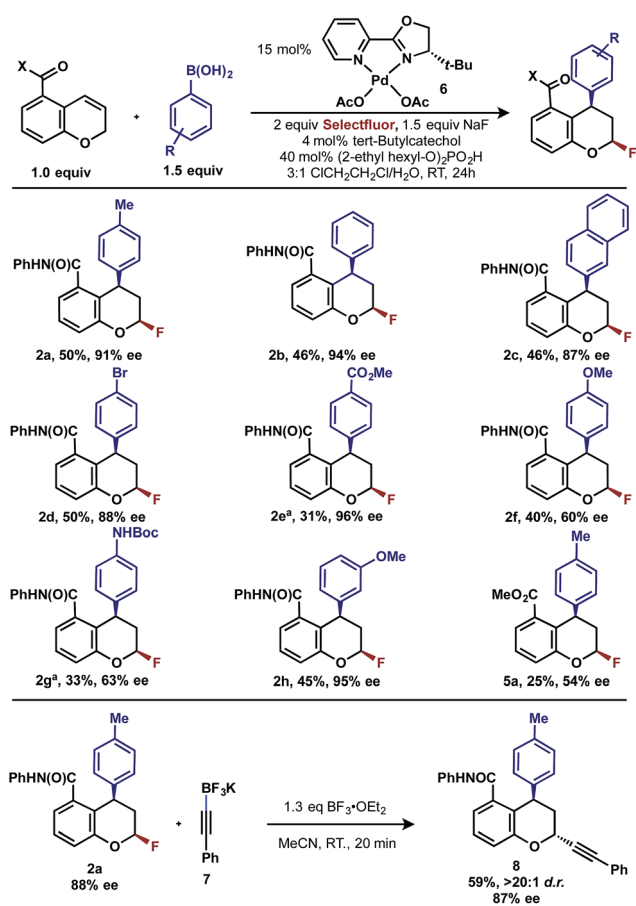 X O
C
O
1.0 equiv
+
B(OH)₂
R
1.5 equiv
15 mol%
O
N N
t-Bu
Pd
AcO OAc
6
2 equiv Selectfluor, 1.5 equiv NaF
4 mol% tert-Butylcatechol
40 mol% (2-ethyl hexyl-O)₂PO₂H
3:1 ClCH₂CH₂Cl/H₂O, RT, 24h
R
X O
C
O F
Me
PhHN(O)C
O F
2a, 50%, 91% ee
PhHN(O)C
O F
2b, 46%, 94% ee
PhHN(O)C
O F
2c, 46%, 87% ee
Br
PhHN(O)C
O F
2d, 50%, 88% ee
CO₂Me
PhHN(O)C
O F
2eᵃ, 31%, 96% ee
OMe
PhHN(O)C
O F
2f, 40%, 60% ee
NHBoc
PhHN(O)C
O F
2gᵃ, 33%, 63% ee
OMe
PhHN(O)C
O F
2h, 45%, 95% ee
Me
MeO₂C
O F
5a, 25%, 54% ee
Me
PhHN(O)C
O F
2a
88% ee
+
BF₃K
Ph
7
1.3 eq BF₃•OEt₂
MeCN, RT., 20 min
Me
PhHNOC
O
Ph
8
59%, >20:1 d.r.
87% ee